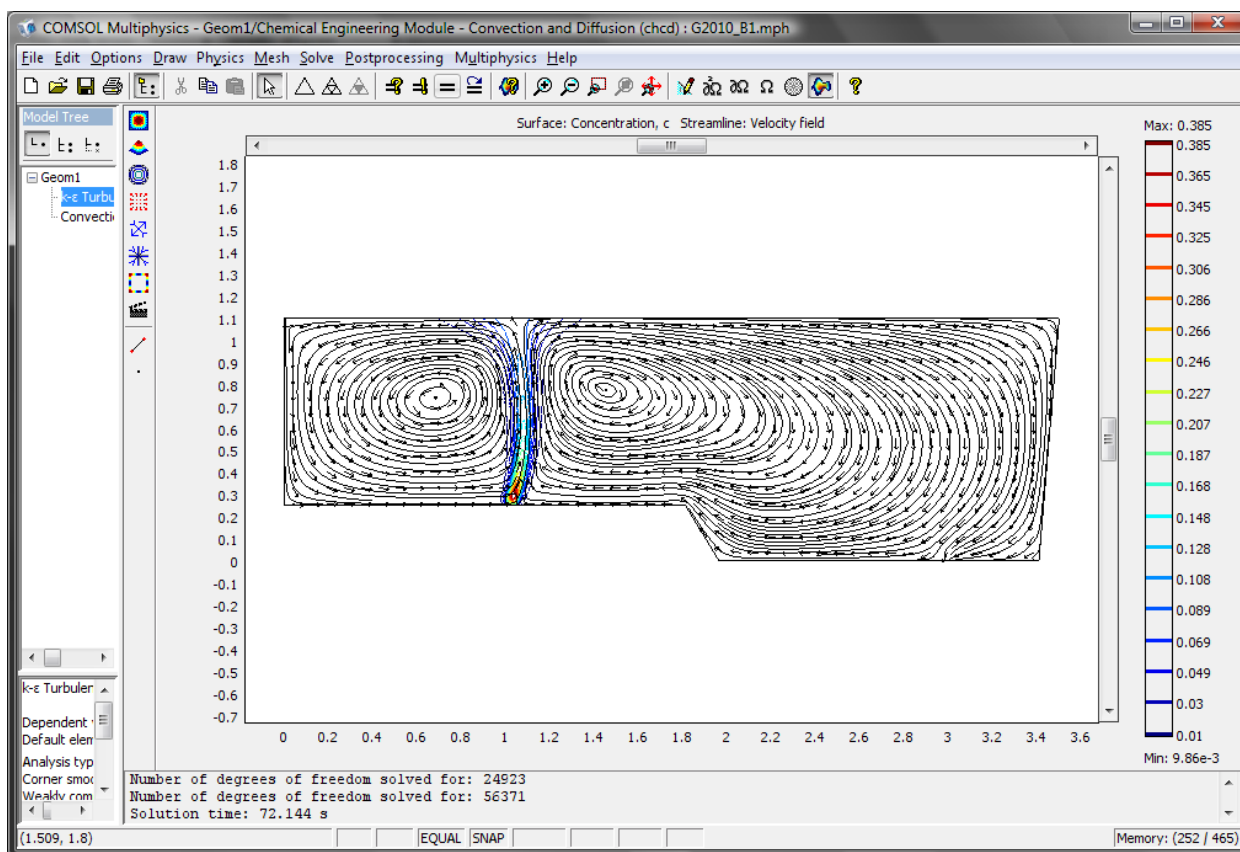 COMSOL Multiphysics - Geom1/Chemical Engineering Module - Convection and Diffusion (chcd) : G2010_B1.mph
File Edit Options Draw Physics Mesh Solve Postprocessing Multiphysics Help
Model Tree
Geom1
k-ε Turbu
Convecti
Surface: Concentration, c Streamline: Velocity field
1.8
1.7
1.6
1.5
1.4
1.3
1.2
1.1
1
0.9
0.8
0.7
0.6
0.5
0.4
0.3
0.2
0.1
0
-0.1
-0.2
-0.3
-0.4
-0.5
-0.6
-0.7
0 0.2 0.4 0.6 0.8 1 1.2 1.4 1.6 1.8 2 2.2 2.4 2.6 2.8 3 3.2 3.4 3.6
Max: 0.385
0.385
0.365
0.345
0.325
0.306
0.286
0.266
0.246
0.227
0.207
0.187
0.168
0.148
0.128
0.108
0.089
0.069
0.049
0.03
0.01
Min: 9.86e-3
k-ε Turbuler
Dependent
Default elem
Analysis typ
Corner smoo
Weakly com
Number of degrees of freedom solved for: 24923
Number of degrees of freedom solved for: 56371
Solution time: 72.144 s
(1.509, 1.8) EQUAL SNAP Memory: (252 / 465)